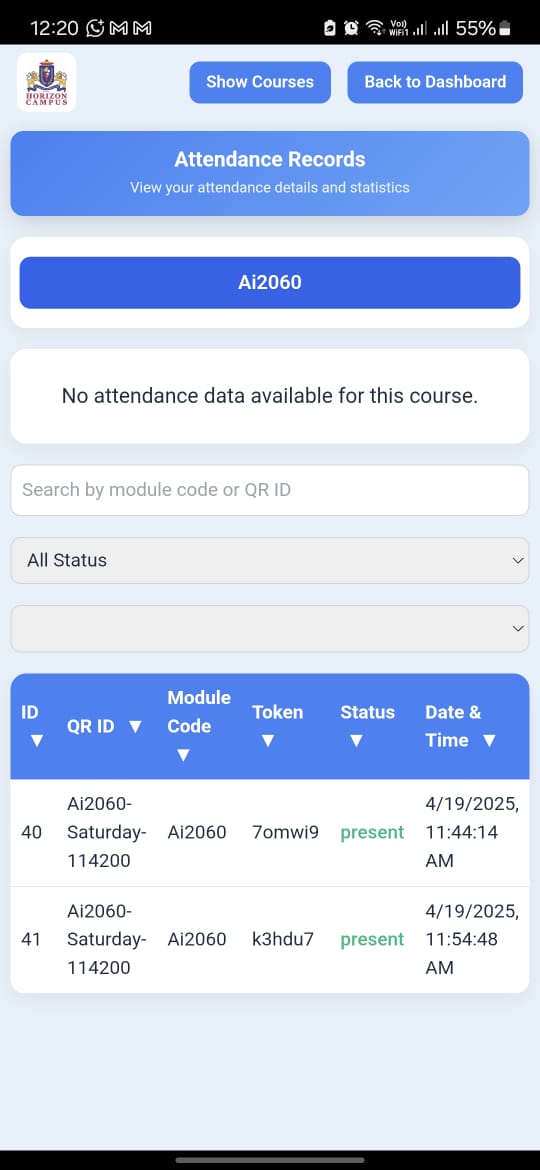 12:20
Vo))
WiFi1
55%
HORIZON
CAMPUS
Show Courses
Back to Dashboard
Attendance Records
View your attendance details and statistics
Ai2060
No attendance data available for this course.
Search by module code or QR ID
All Status
ID ▼ QR ID ▼ Module Code ▼ Token ▼ Status ▼ Date & Time ▼
40 Ai2060-Saturday-114200 Ai2060 7omwi9 present 4/19/2025, 11:44:14 AM
41 Ai2060-Saturday-114200 Ai2060 k3hdu7 present 4/19/2025, 11:54:48 AM